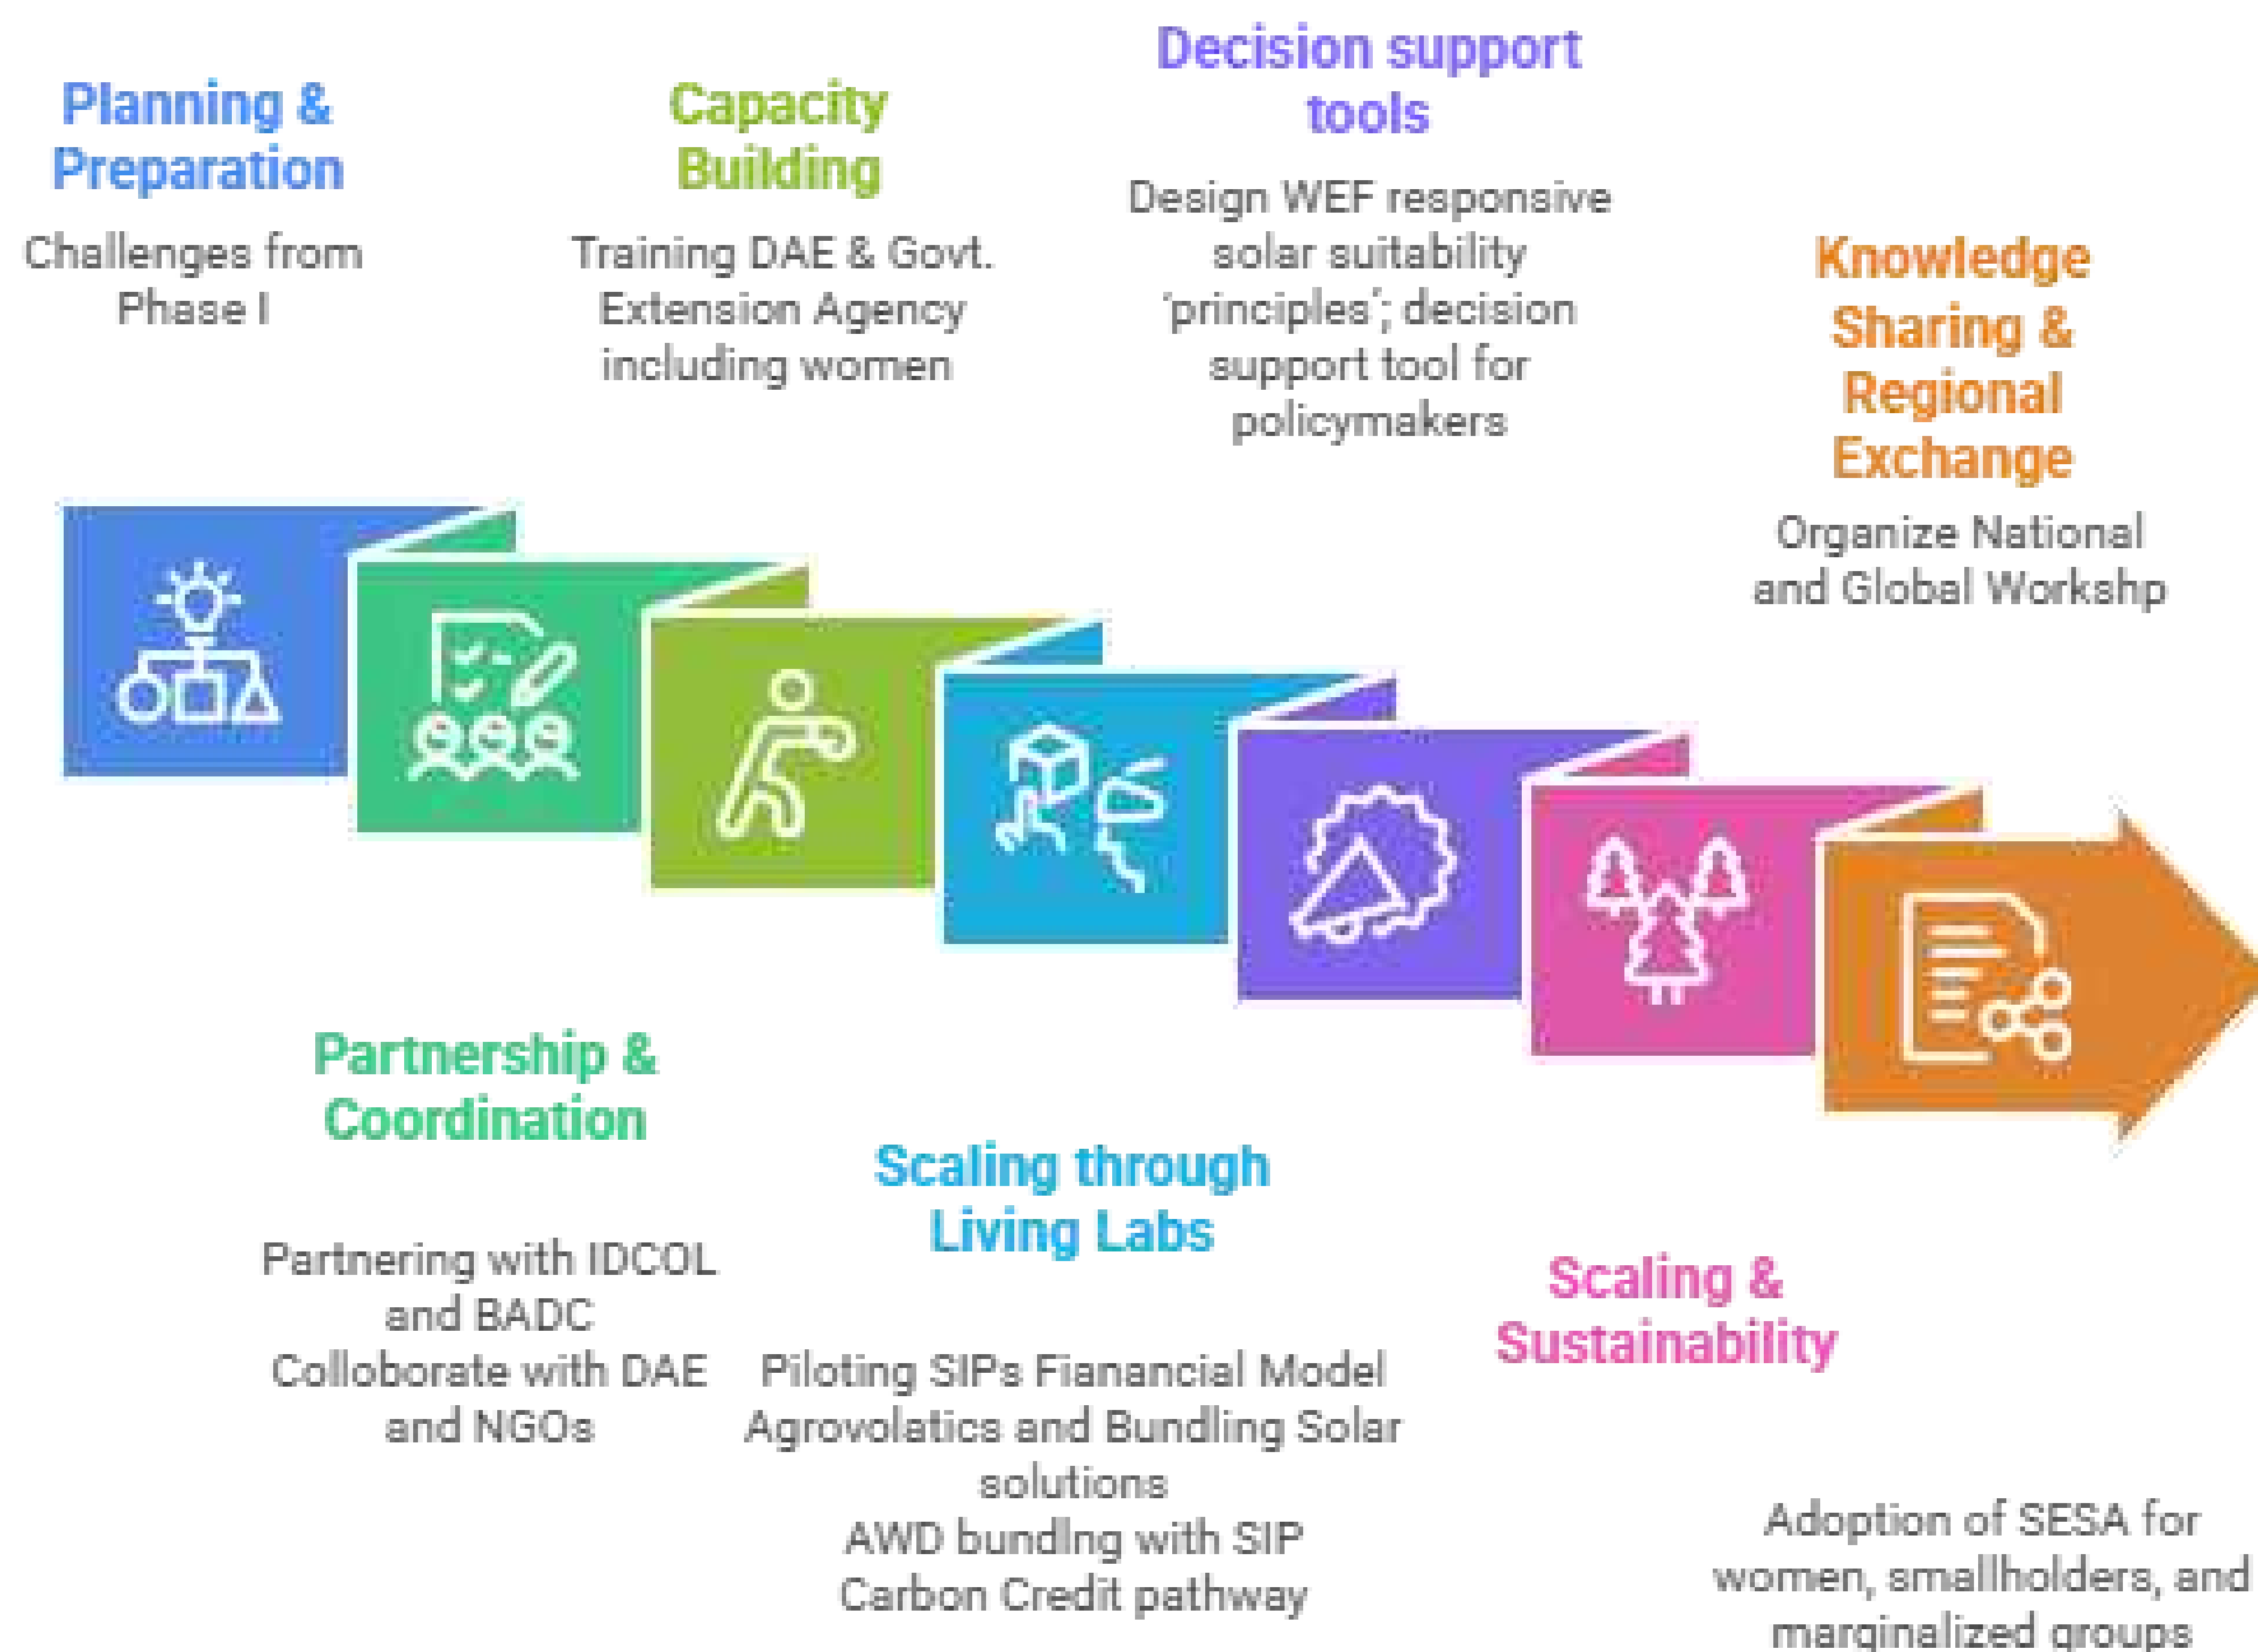 Planning &
Preparation
Challenges from
Phase I
Capacity
Building
Training DAE & Govt.
Extension Agency
including women
Decision support
tools
Design WEF responsive
solar suitability
'principles'; decision
support tool for
policymakers
Knowledge
Sharing &
Regional
Exchange
Organize National
and Global Workshp
Partnership &
Coordination
Partnering with IDCOL
and BADC
Colloborate with DAE
and NGOs
Scaling through
Living Labs
Piloting SIPs Fianancial Model
Agrovolatics and Bundling Solar
solutions
AWD bundlng with SIP
Carbon Credit pathway
Scaling &
Sustainability
Adoption of SESA for
women, smallholders, and
marginalized groups